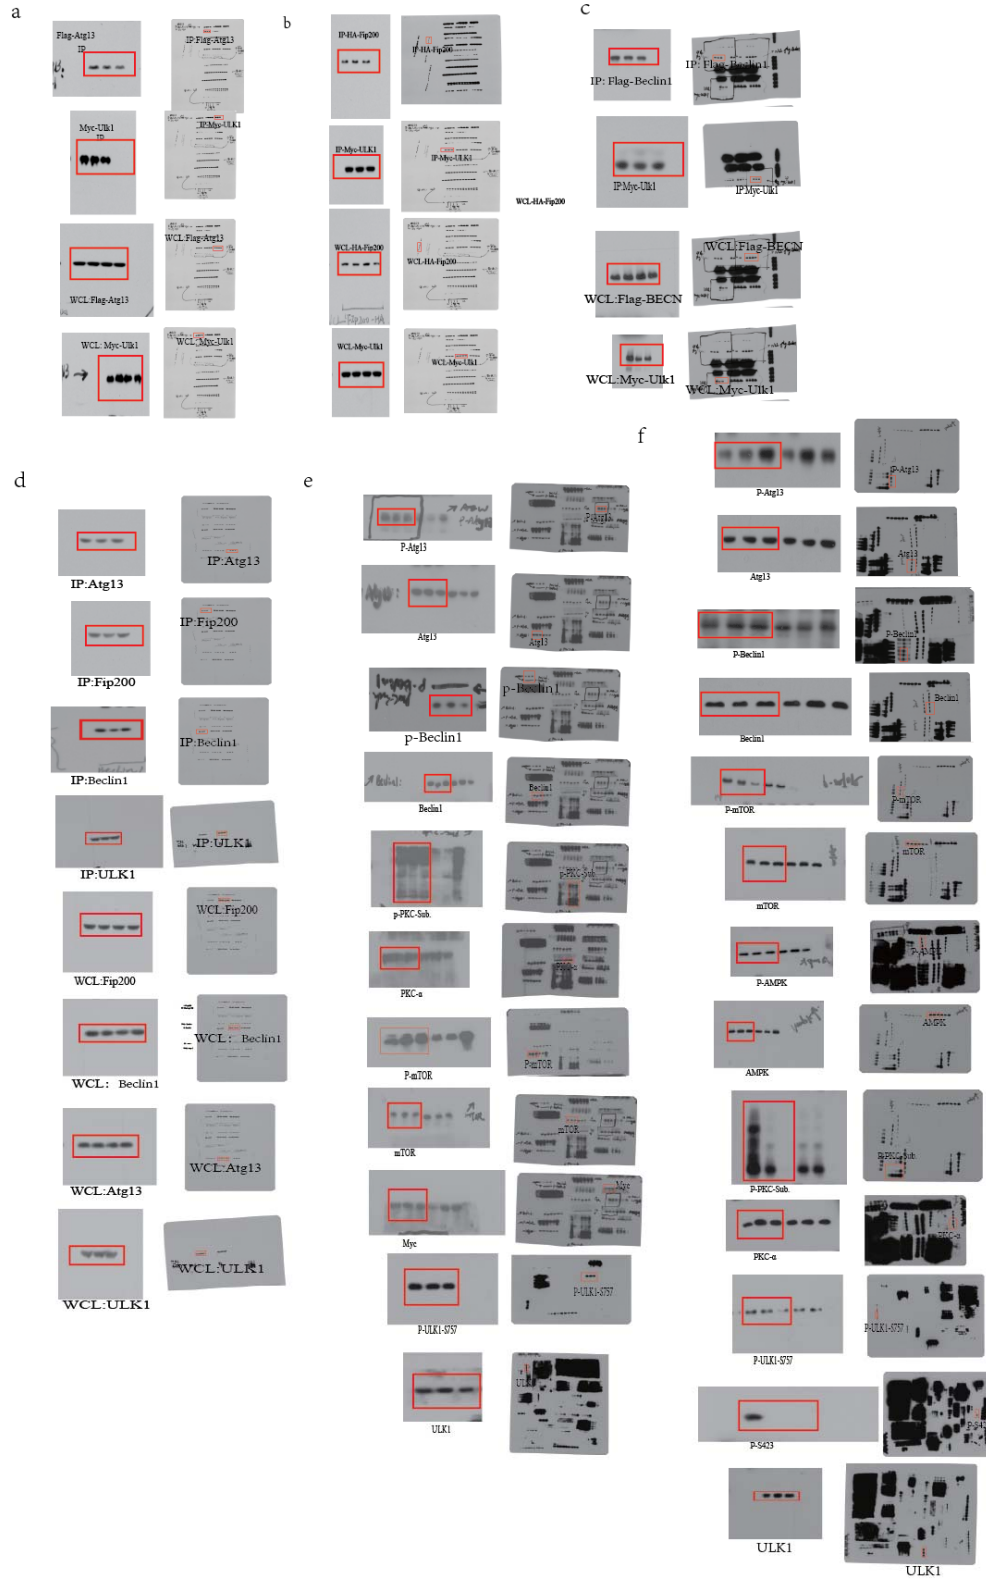 a
Flag-Atg13
IP
IP:Flag-Atg13
Myc-Ulk1
IP
IP:Myc-ULK1
WCL:Flag-Atg13
WCL:Flag-Atg13
WCL: Myc-Ulk1
WCL:Myc-Ulk1
b
IP-HA-Fip200
IP-HA-Fip200
IP-Myc-ULK1
IP-Myc-ULK1
WCL-HA-Fip200
WCL-HA-Fip200
WCL-HA-Fip200
WCL-Myc-Ulk1
WCL-Myc-Ulk1
c
IP: Flag-Beclin1
IP: Flag-Beclin1
IP:Myc-Ulk1
IP:Myc-Ulk1
WCL:Flag-BECN
WCL:Flag-BECN
WCL:Myc-Ulk1
WCL:Myc-Ulk1
d
IP:Atg13
IP:Atg13
IP:Fip200
IP:Fip200
IP:Beclin1
IP:Beclin1
IP:ULK1
IP:ULK1
WCL:Fip200
WCL:Fip200
WCL: Beclin1
WCL: Beclin1
WCL:Atg13
WCL:Atg13
WCL:ULK1
WCL:ULK1
e
P-Atg13
P-Atg13
Atg13
Atg13
p-Beclin1
p-Beclin1
Beclin1
Beclin1
p-PKC-Sub.
p-PKC-Sub.
PKC-α
PKC-α
P-mTOR
P-mTOR
mTOR
mTOR
Myc
Myc
P-ULK1-S757
P-ULK1-S757
ULK1
f
P-Atg13
P-Atg13
Atg13
Atg13
P-Beclin1
P-Beclin1
Beclin1
Beclin1
P-mTOR
P-mTOR
mTOR
mTOR
P-AMPK
P-AMPK
AMPK
AMPK
P-PKC-Sub.
P-PKC-Sub.
PKC-α
PKC-α
P-ULK1-S757
P-ULK1-S757
P-S423
ULK1
ULK1